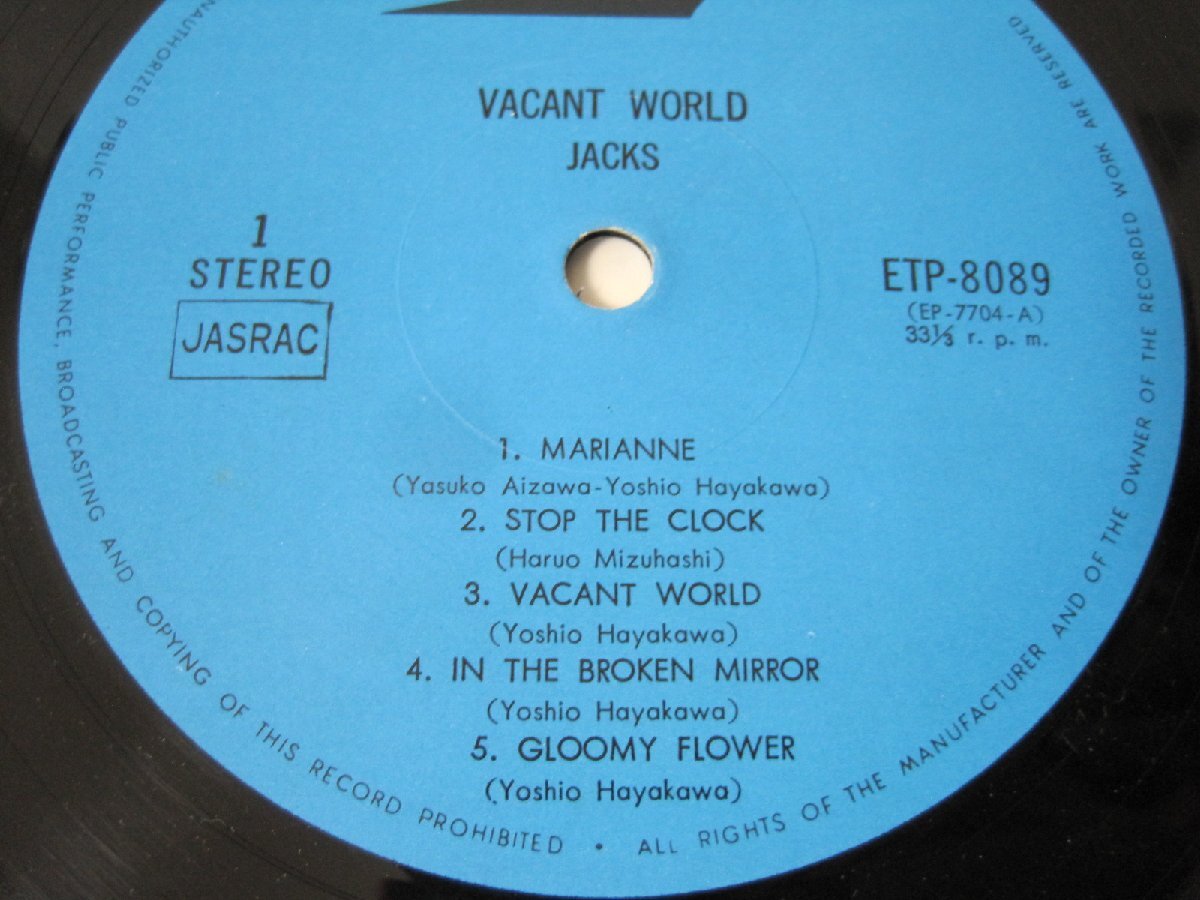 VACANT WORLD
JACKS
1
STEREO
JASRAC
ETP-8089
(EP-7704-A)
33⅓ r. p. m.
1. MARIANNE
(Yasuko Aizawa-Yoshio Hayakawa)
2. STOP THE CLOCK
(Haruo Mizuhashi)
3. VACANT WORLD
(Yoshio Hayakawa)
4. IN THE BROKEN MIRROR
(Yoshio Hayakawa)
5. GLOOMY FLOWER
(Yoshio Hayakawa)
PUBLIC PERFORMANCE, BROADCASTING AND COPYING OF THIS RECORD PROHIBITED • ALL RIGHTS OF THE MANUFACTURER AND OF THE OWNER OF THE RECORDED WORK ARE RESERVED